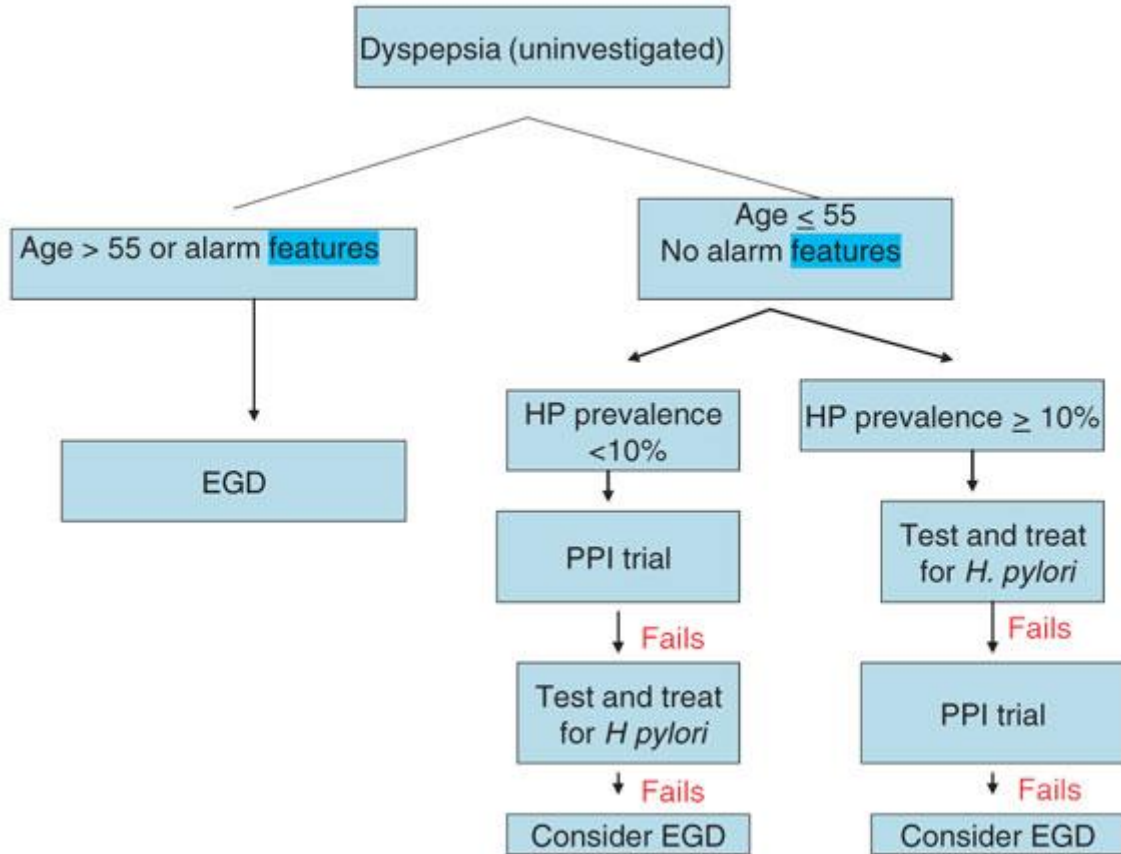 Dyspepsia (uninvestigated)
Age > 55 or alarm features
Age ≤ 55
No alarm features
HP prevalence
<10%
HP prevalence ≥ 10%
EGD
PPI trial
Test and treat
for H. pylori
Fails
Fails
Test and treat
for H pylori
PPI trial
Fails
Fails
Consider EGD
Consider EGD